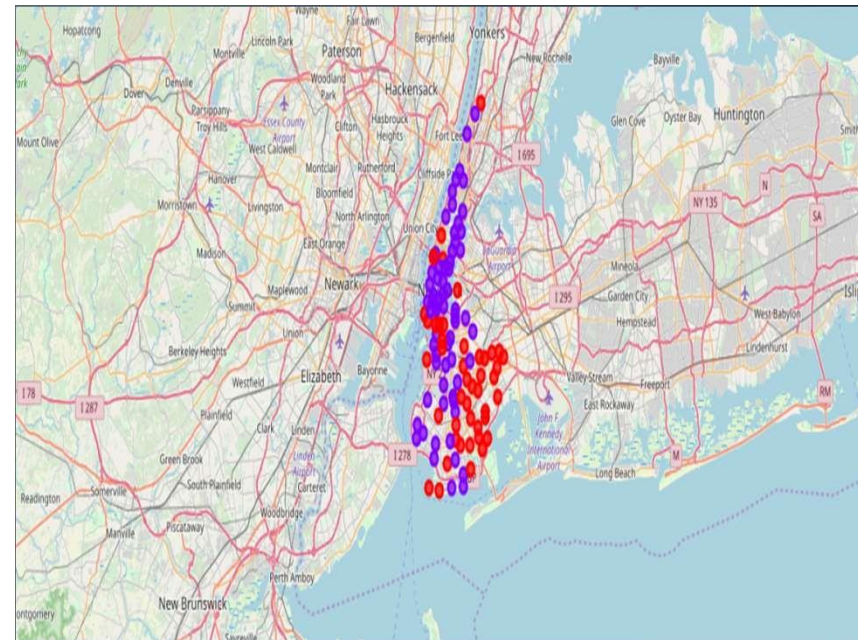 Wayne
Fair Lawn
Yonkers
Hopatcong
Bergenfield
Montville
Lincoln Park
Paterson
New Rochelle
Bayville
Denville
Woodland
Park
Hackensack
Dover
Parsippany-
Troy Hills
Essex County
Airport
Clifton
Hasbrouck
Heights
Fort Lee
Glen Cove
Oyster Bay
Huntington
Mount Olive
West Caldwell
I 695
Hanover
Montclair
Rutherford
Cliffside
Morristown
Livingston
Bloomfield
North Arlington
N
NY 135
SA
Union City
Madison
East Orange
LaGuardia
Airport
Mineola
Newark
Maplewood
I 295
Garden City
Summit
Hempstead
West Babylon
Union
Berkeley Heights
Lindenhurst
Elizabeth
Bayonne
NY
Valley Stream
Freeport
I 78
Westfield
East Rockaway
RM
I 287
Plainfield
Linden
John F.
Kennedy
International
Airport
Clark
I 278
M
Green Brook
Linden
Airport
Long Beach
Somerville
South Plainfield
Carteret
Readington
Woodbridge
Piscataway
Manville
Perth Amboy
New Brunswick
Sayreville